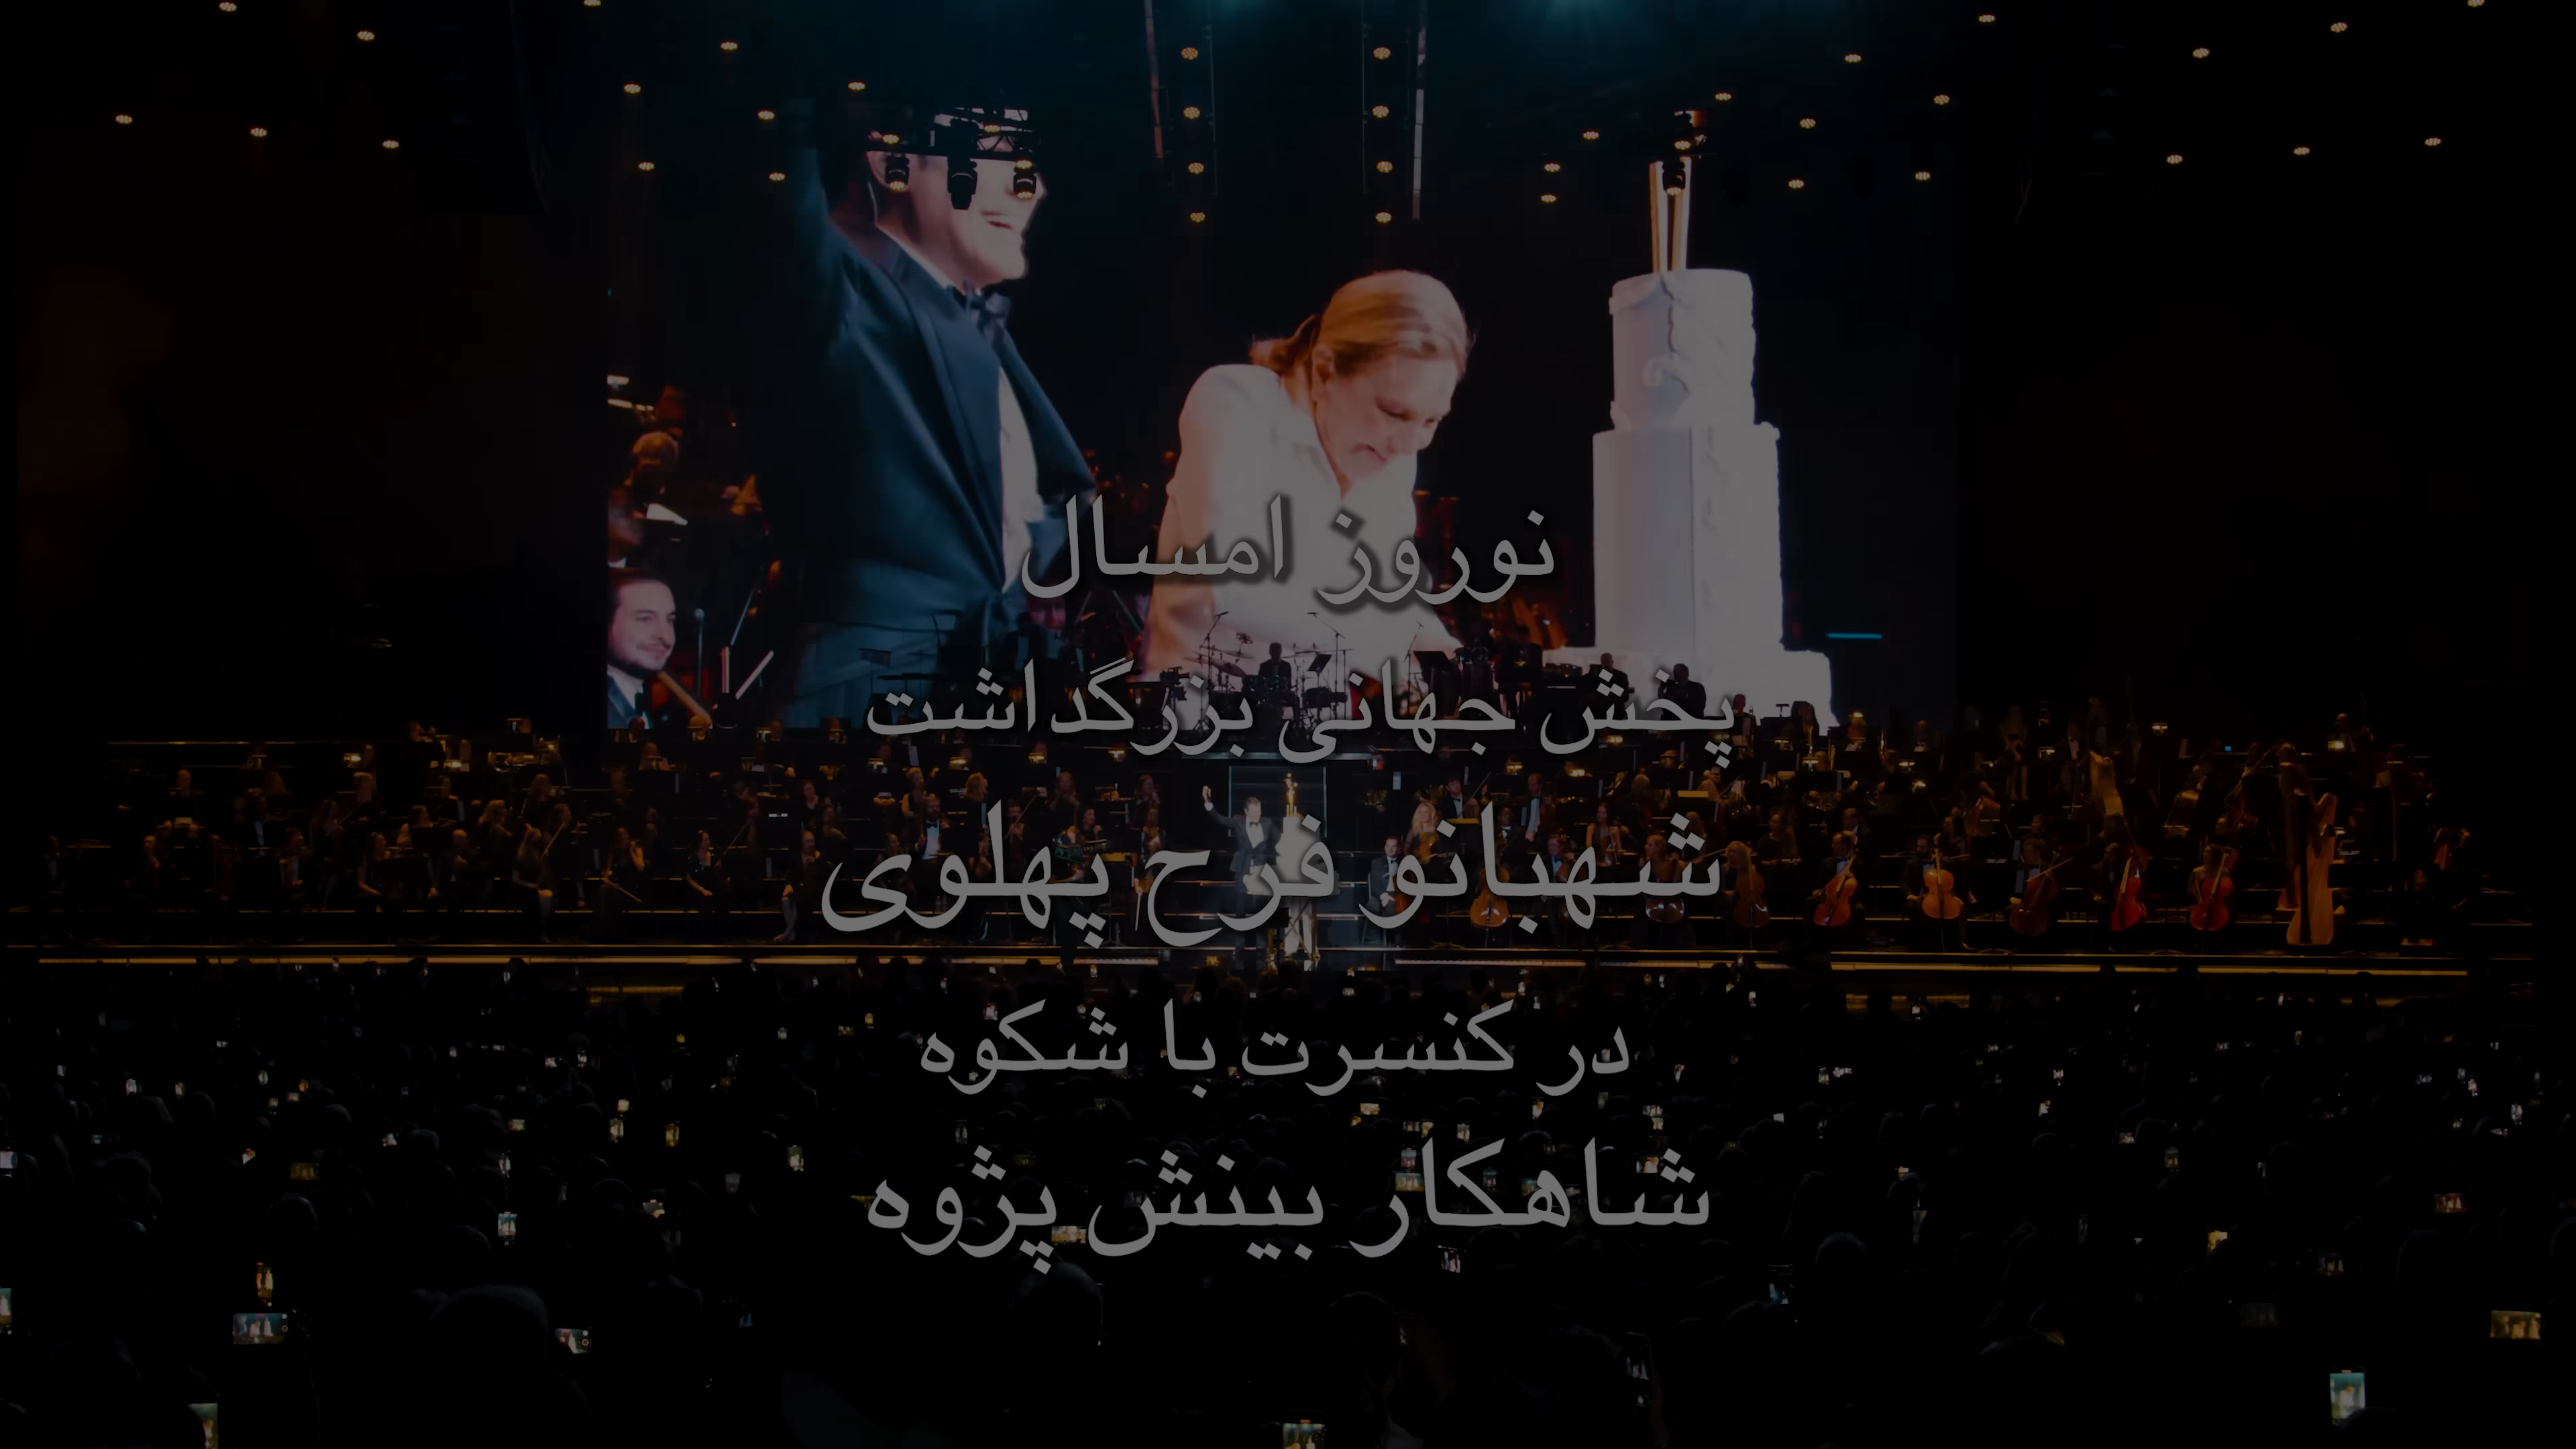 نوروز امسال
پخش جهانی بزرگداشت
شهبانو فرح پهلوی
در کنسرت با شکوه
شاهکار بینش پژوه